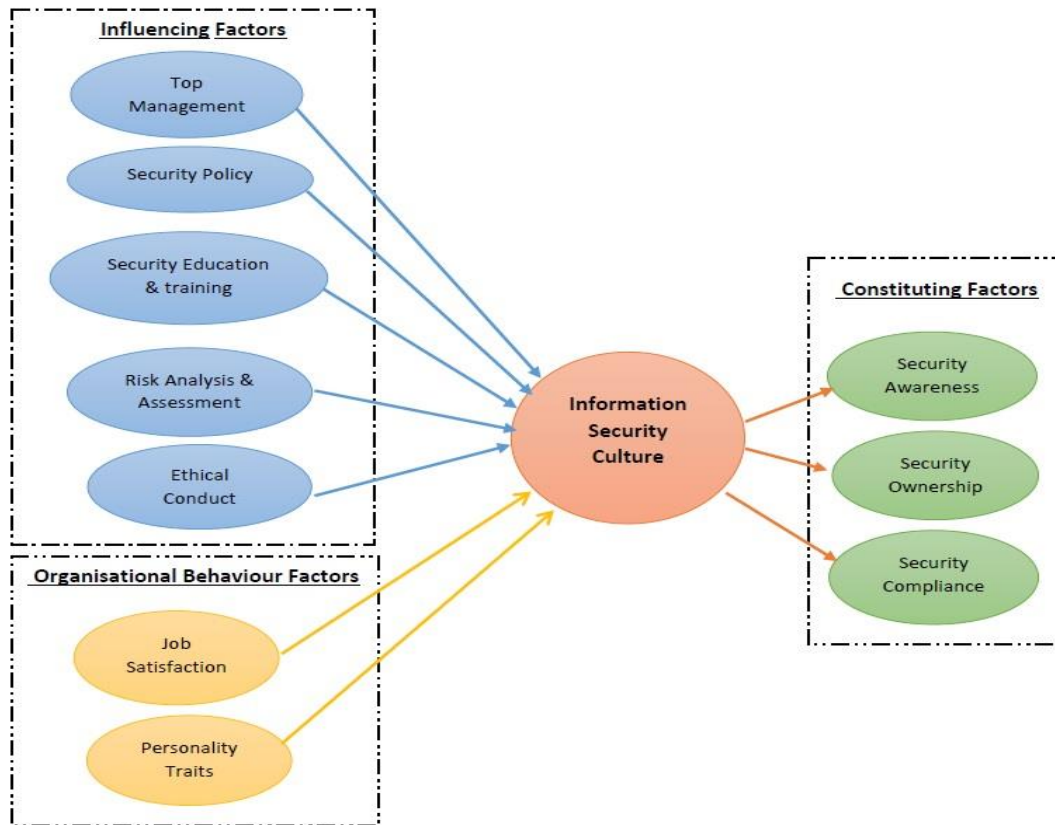 Influencing Factors
Top
Management
Security Policy
Security Education
& training
Risk Analysis &
Assessment
Ethical
Conduct
Organisational Behaviour Factors
Job
Satisfaction
Personality
Traits
Information
Security
Culture
Constituting Factors
Security
Awareness
Security
Ownership
Security
Compliance